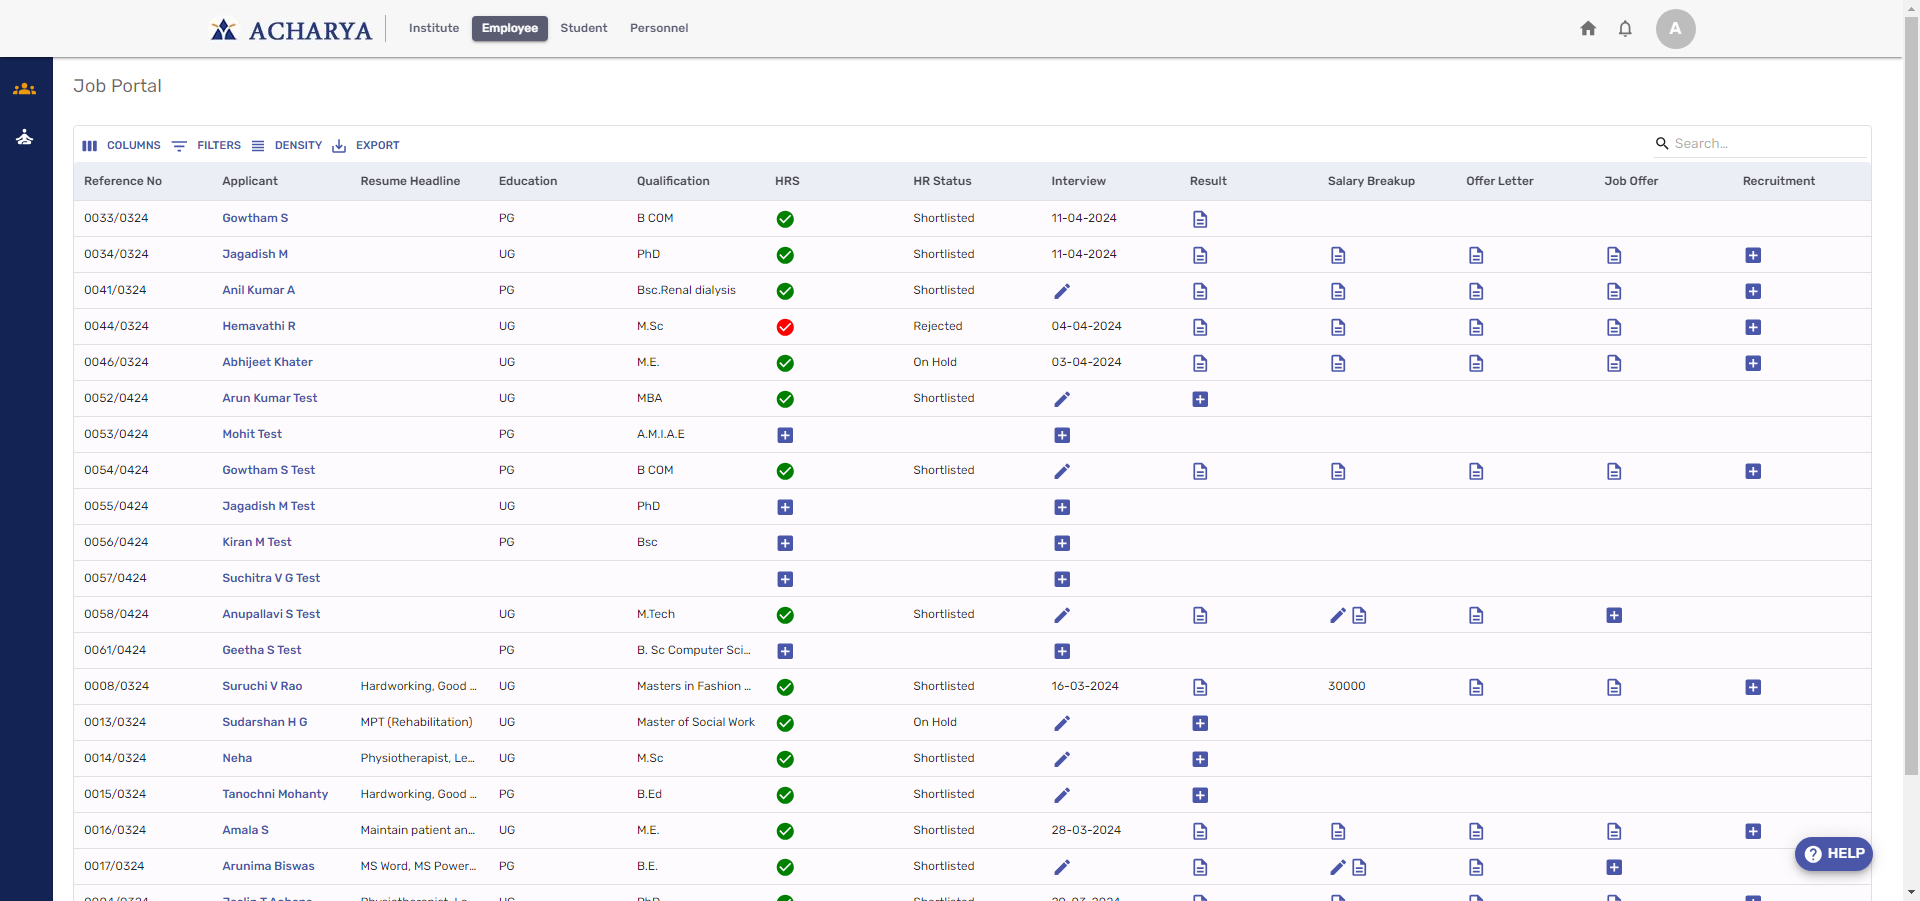 ACHARYA Institute Employee Student Personnel A
Job Portal
COLUMNS FILTERS DENSITY EXPORT Search...
Reference No Applicant Resume Headline Education Qualification HRS HR Status Interview Result Salary Breakup Offer Letter Job Offer Recruitment
0033/0324 Gowtham S PG B COM Shortlisted 11-04-2024
0034/0324 Jagadish M UG PhD Shortlisted 11-04-2024
0041/0324 Anil Kumar A PG Bsc.Renal dialysis Shortlisted
0044/0324 Hemavathi R UG M.Sc Rejected 04-04-2024
0046/0324 Abhijeet Khater UG M.E. On Hold 03-04-2024
0052/0424 Arun Kumar Test UG MBA Shortlisted
0053/0424 Mohit Test PG A.M.I.A.E
0054/0424 Gowtham S Test PG B COM Shortlisted
0055/0424 Jagadish M Test UG PhD
0056/0424 Kiran M Test PG Bsc
0057/0424 Suchitra V G Test
0058/0424 Anupallavi S Test UG M.Tech Shortlisted
0061/0424 Geetha S Test PG B. Sc Computer Sci...
0008/0324 Suruchi V Rao Hardworking, Good ... UG Masters in Fashion ... Shortlisted 16-03-2024 30000
0013/0324 Sudarshan H G MPT (Rehabilitation) UG Master of Social Work On Hold
0014/0324 Neha Physiotherapist, Le... UG M.Sc Shortlisted
0015/0324 Tanochni Mohanty Hardworking, Good ... PG B.Ed Shortlisted
0016/0324 Amala S Maintain patient an... UG M.E. Shortlisted 28-03-2024
0017/0324 Arunima Biswas MS Word, MS Power... PG B.E. Shortlisted
HELP